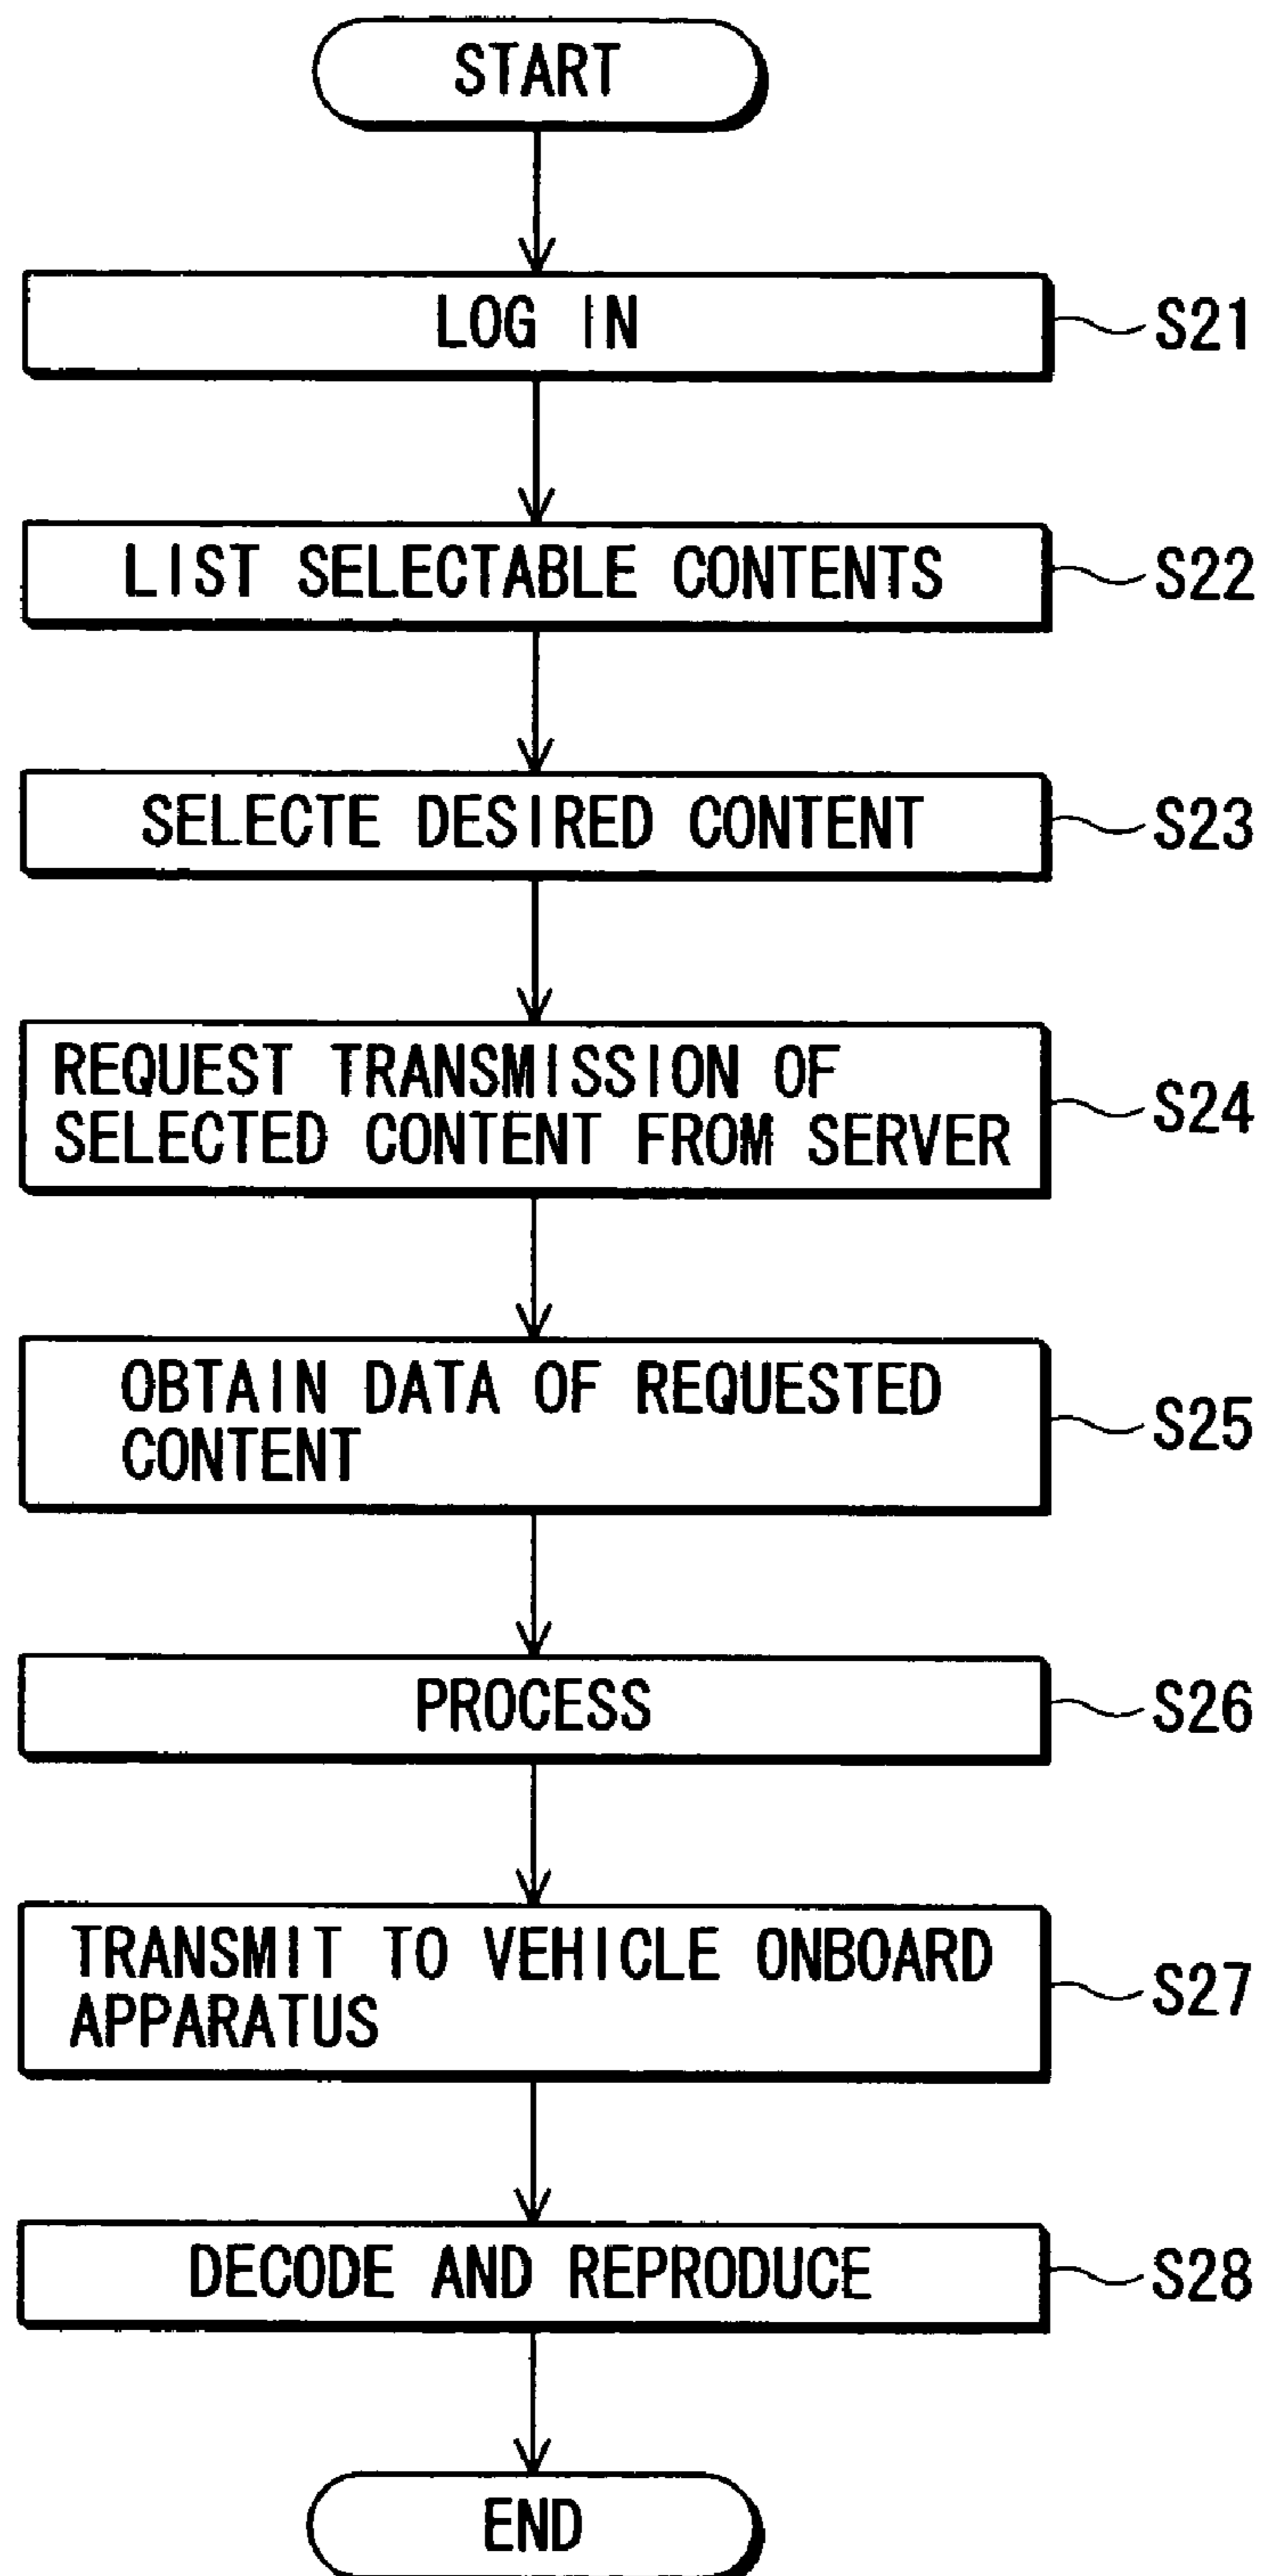 START
LOG IN
S21
LIST SELECTABLE CONTENTS
S22
SELECTE DESIRED CONTENT
S23
REQUEST TRANSMISSION OF
SELECTED CONTENT FROM SERVER
S24
OBTAIN DATA OF REQUESTED
CONTENT
S25
PROCESS
S26
TRANSMIT TO VEHICLE ONBOARD
APPARATUS
S27
DECODE AND REPRODUCE
S28
END